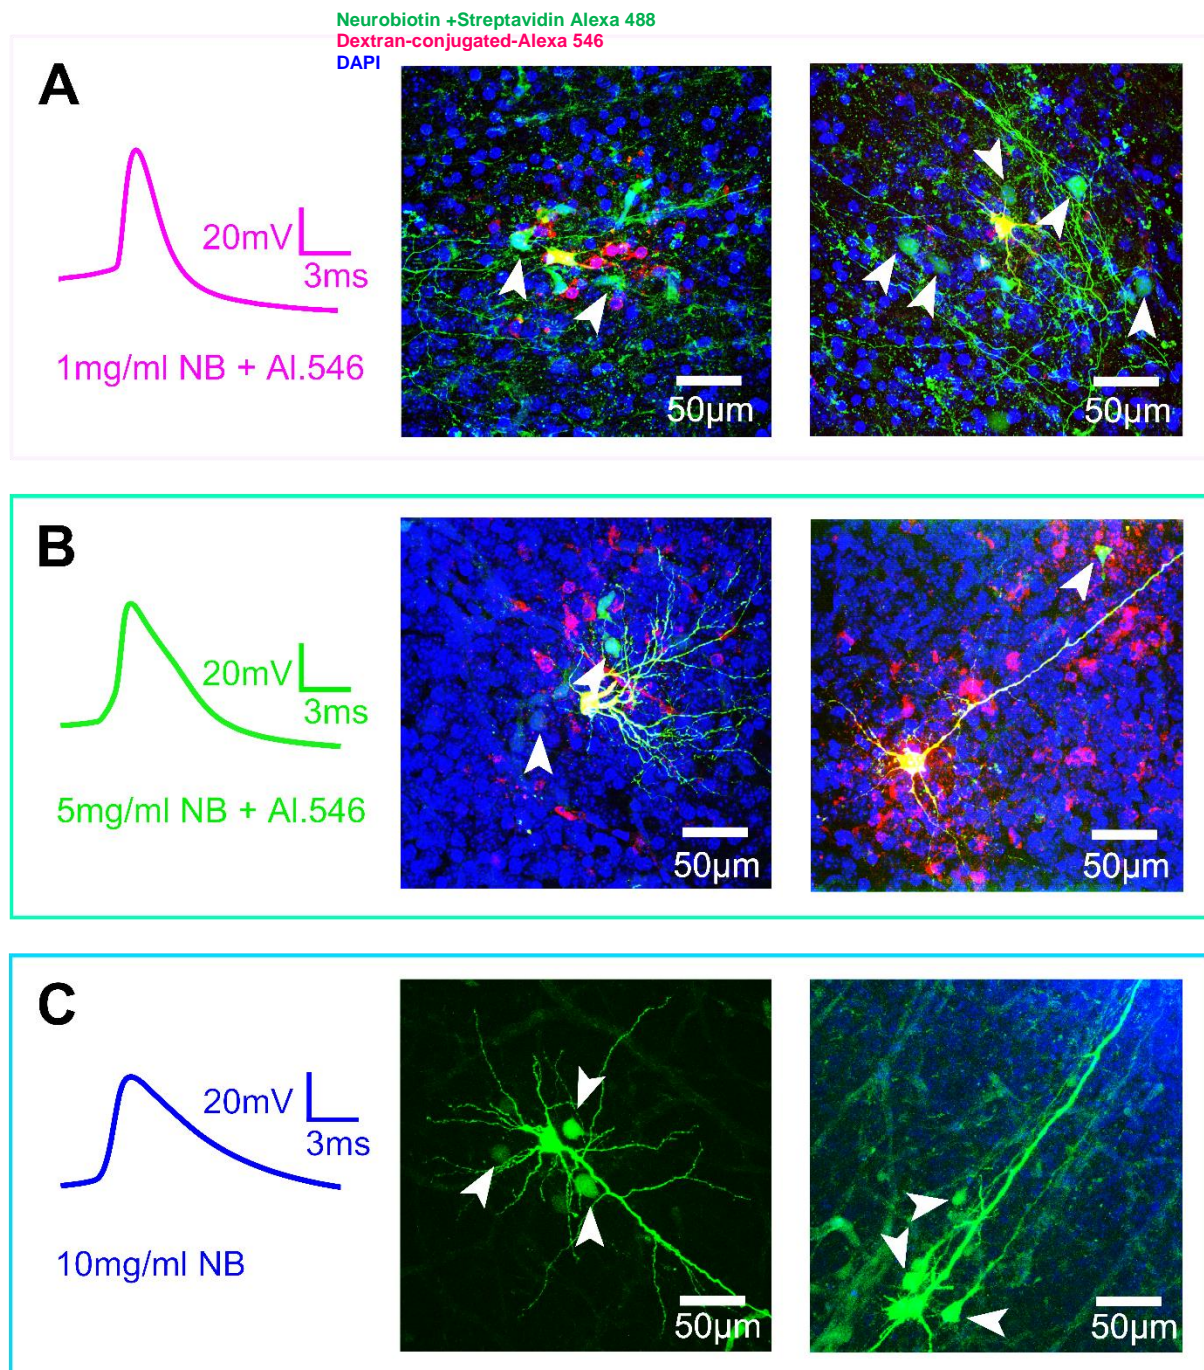 Neurobiotin +Streptavidin Alexa 488
Dextran-conjugated-Alexa 546
DAPI
A
20mV
3ms
1mg/ml NB + Al.546
50μm
50μm
B
20mV
3ms
5mg/ml NB + Al.546
50μm
50μm
C
20mV
3ms
10mg/ml NB
50μm
50μm